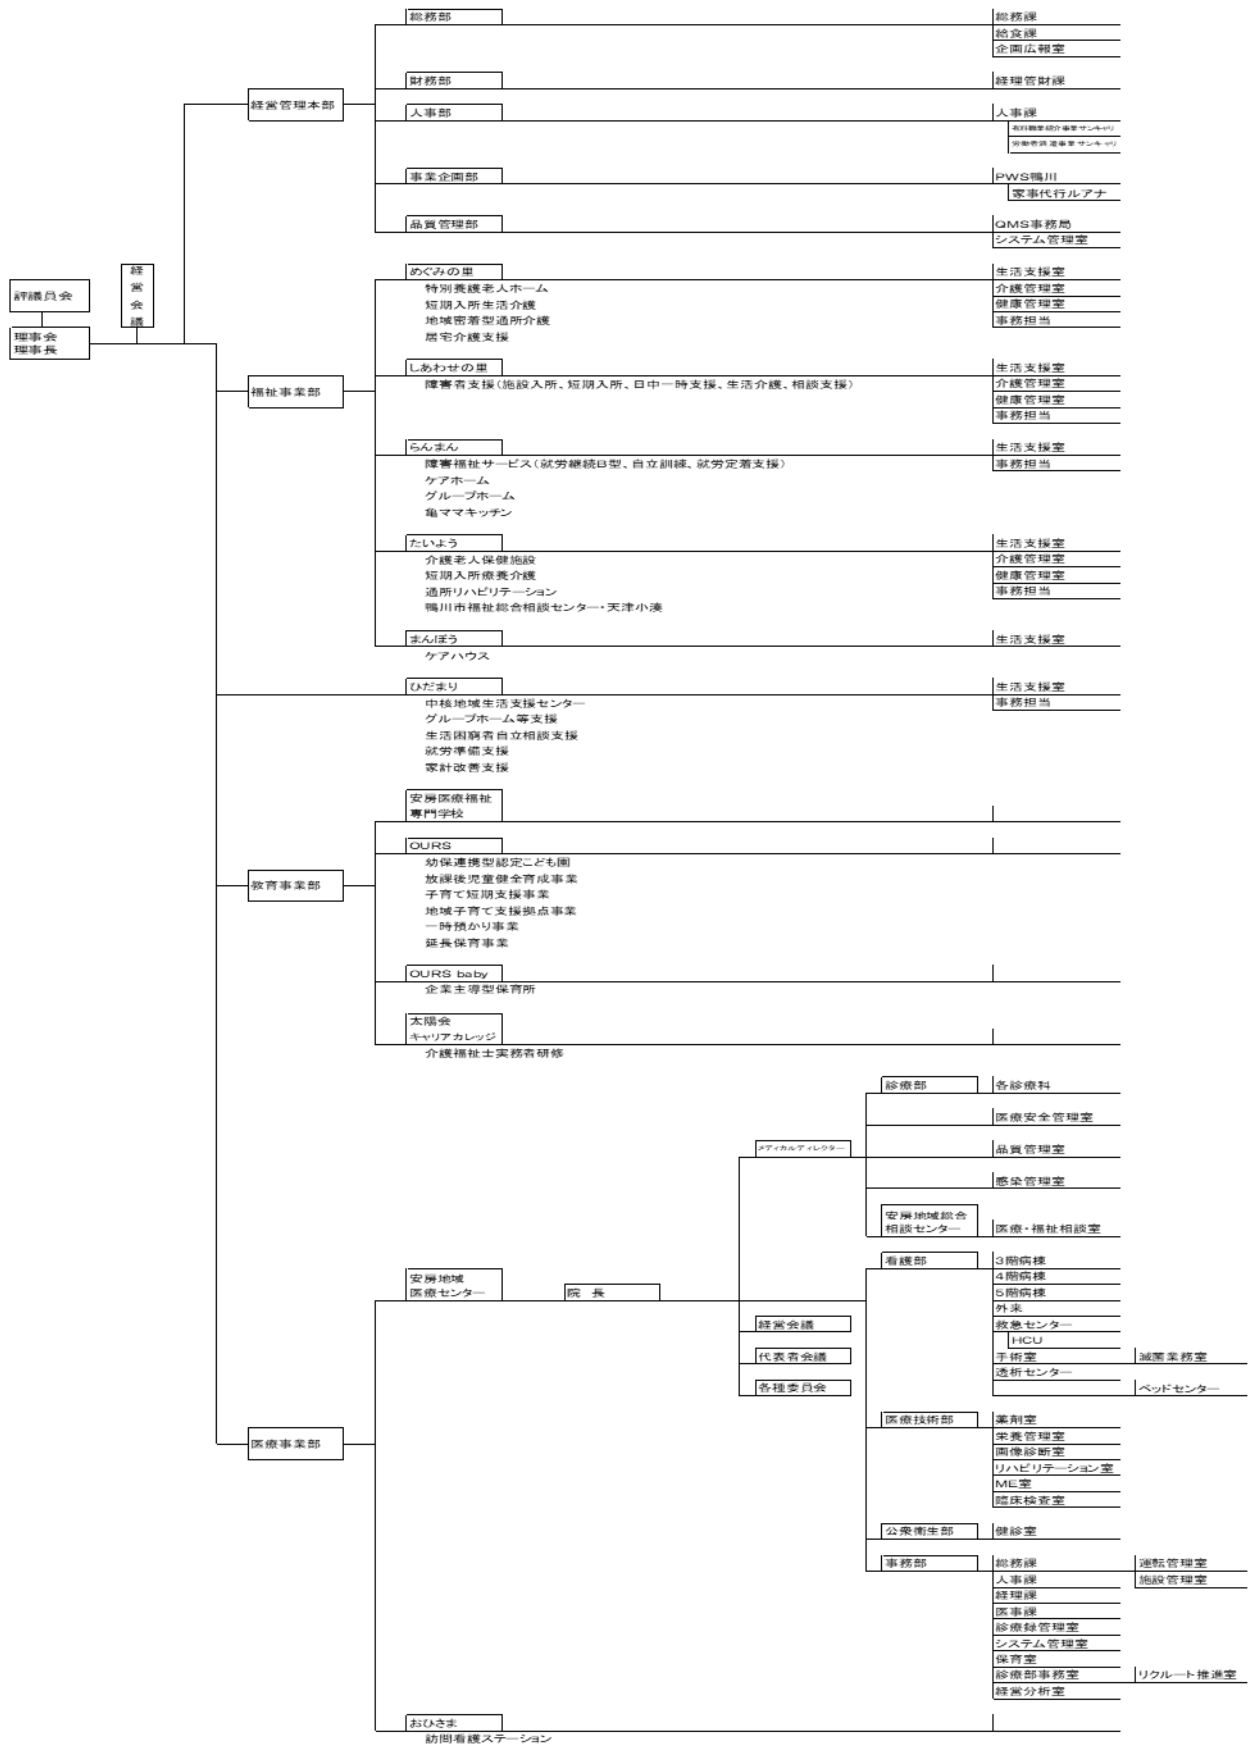 総務部 総務課
給食課
企画広報室
財務部 経理管財課
経営管理本部
人事部 人事課
有料職業紹介事業サンキャリ
労働者派遣事業サンキャリ
事業企画部 PWS鴨川
家事代行ルアナ
品質管理部 QMS事務局
システム管理室
評議員会
経営会議
理事会
理事長
めぐみの里 生活支援室
特別養護老人ホーム 介護管理室
短期入所生活介護 健康管理室
地域密着型通所介護 事務担当
居宅介護支援
しあわせの里 生活支援室
福祉事業部
障害者支援(施設入所、短期入所、日中一時支援、生活介護、相談支援) 介護管理室
健康管理室
事務担当
らんまん 生活支援室
障害福祉サービス(就労継続B型、自立訓練、就労定着支援) 事務担当
ケアホーム
グループホーム
亀ママキッチン
たいよう 生活支援室
介護老人保健施設 介護管理室
短期入所療養介護 健康管理室
通所リハビリテーション 事務担当
鴨川市福祉総合相談センター・天津小湊
まんぼう 生活支援室
ケアハウス
ひだまり 生活支援室
中核地域生活支援センター 事務担当
グループホーム等支援
生活困窮者自立相談支援
就労準備支援
家計改善支援
安房医療福祉
専門学校
OURS
幼保連携型認定こども園
放課後児童健全育成事業
教育事業部
子育て短期支援事業
地域子育て支援拠点事業
一時預かり事業
延長保育事業
OURS baby
企業主導型保育所
太陽会
キャリアカレッジ
介護福祉士実務者研修
診療部 各診療科
医療安全管理室
メディカルディレクター 品質管理室
感染管理室
安房地域総合
相談センター 医療・福祉相談室
看護部 3階病棟
安房地域
医療センター
院 長
4階病棟
5階病棟
外来
経営会議 救急センター
HCU
代表者会議 手術室 滅菌業務室
透析センター
各種委員会 ベッドセンター
医療技術部 薬剤室
医療事業部
栄養管理室
画像診断室
リハビリテーション室
ME室
臨床検査室
公衆衛生部 健診室
事務部 総務課 運転管理室
人事課 施設管理室
経理課
医事課
診療録管理室
システム管理室
保育室
診療部事務室 リクルート推進室
経営分析室
おひさま
訪問看護ステーション